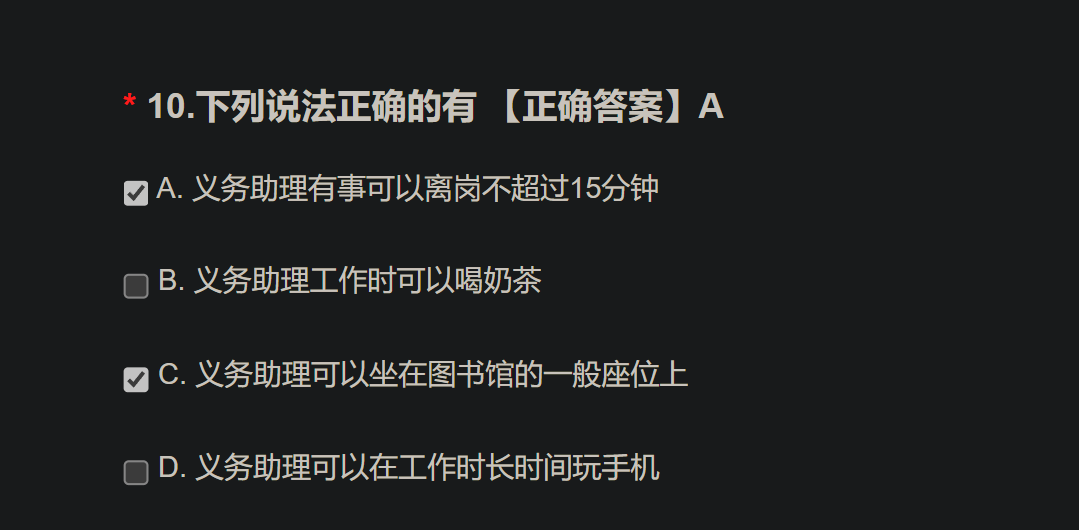 * 10.下列说法正确的有 【正确答案】A
A. 义务助理有事可以离岗不超过15分钟
B. 义务助理工作时可以喝奶茶
C. 义务助理可以坐在图书馆的一般座位上
D. 义务助理可以在工作时长时间玩手机